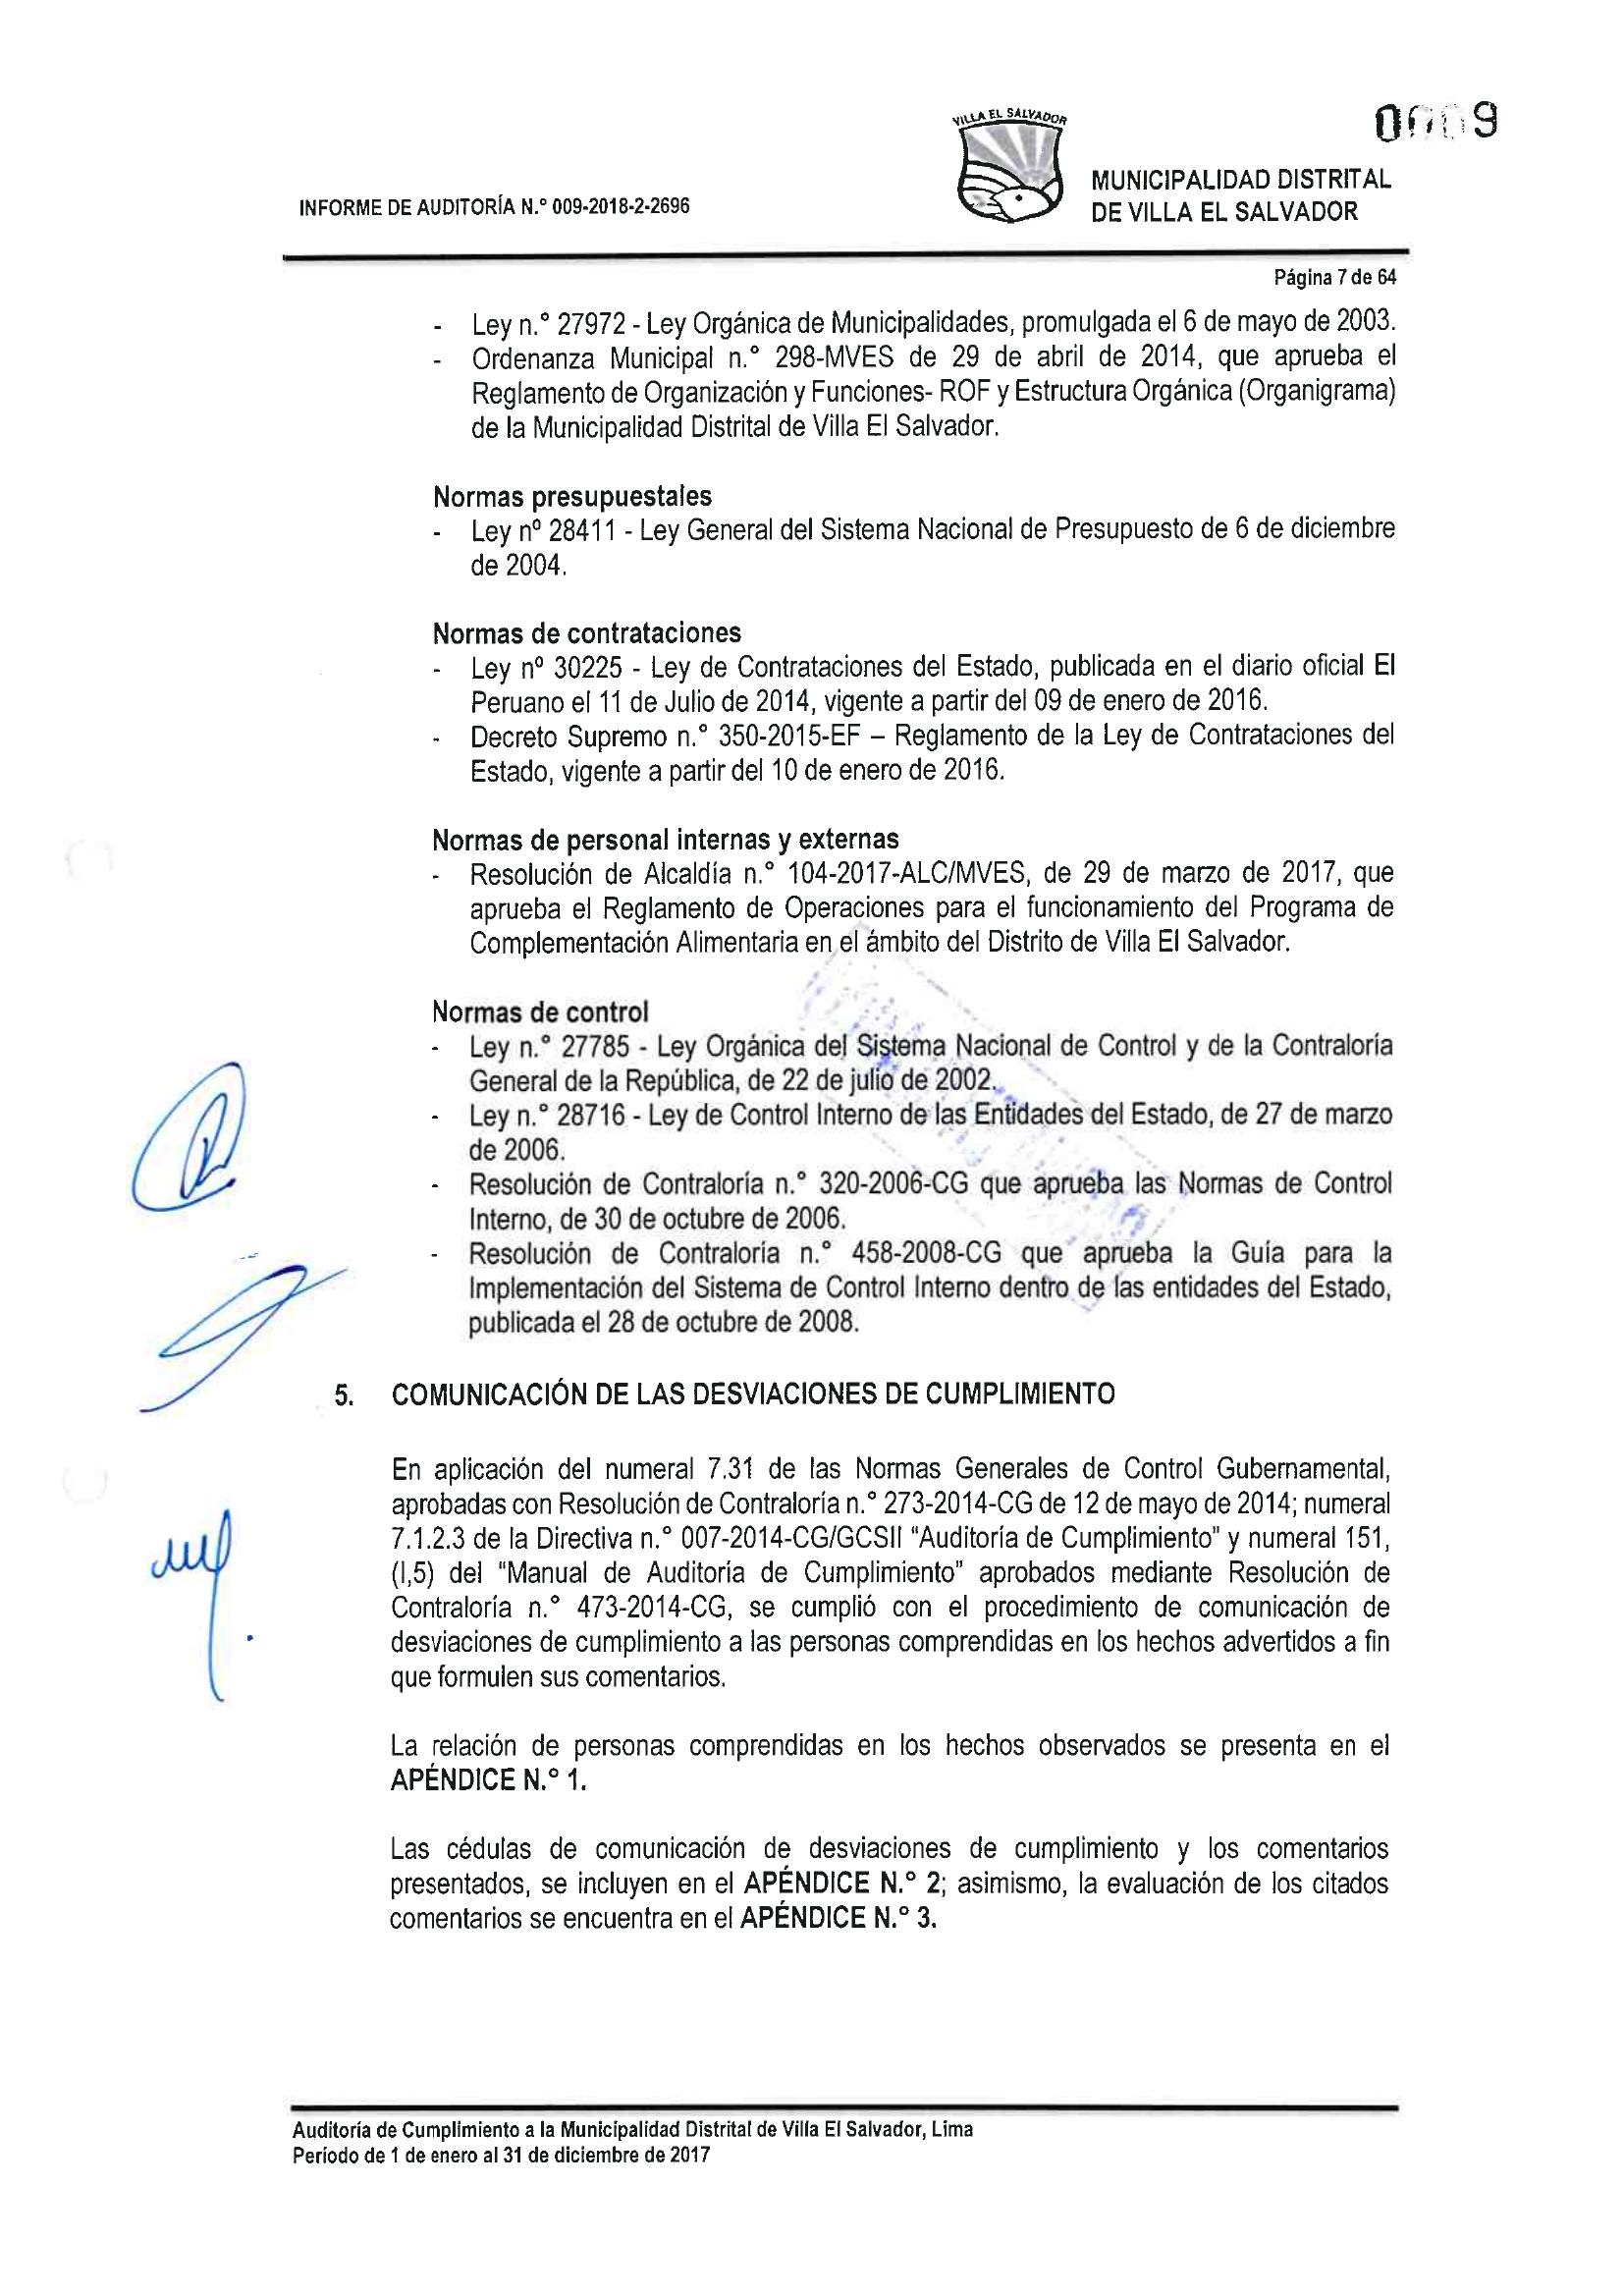 VILLA EL SALVADOR
INFORME DE AUDITORÍA N.° 009-2018-2-2696
MUNICIPALIDAD DISTRITAL
DE VILLA EL SALVADOR
Página 7 de 64
- Ley n.° 27972 - Ley Orgánica de Municipalidades, promulgada el 6 de mayo de 2003.
- Ordenanza Municipal n.° 298-MVES de 29 de abril de 2014, que aprueba el
Reglamento de Organización y Funciones- ROF y Estructura Orgánica (Organigrama)
de la Municipalidad Distrital de Villa El Salvador.
Normas presupuestales
- Ley nº 28411 - Ley General del Sistema Nacional de Presupuesto de 6 de diciembre
de 2004.
Normas de contrataciones
- Ley nº 30225 - Ley de Contrataciones del Estado, publicada en el diario oficial El
Peruano el 11 de Julio de 2014, vigente a partir del 09 de enero de 2016.
- Decreto Supremo n.° 350-2015-EF – Reglamento de la Ley de Contrataciones del
Estado, vigente a partir del 10 de enero de 2016.
Normas de personal internas y externas
- Resolución de Alcaldía n.° 104-2017-ALC/MVES, de 29 de marzo de 2017, que
aprueba el Reglamento de Operaciones para el funcionamiento del Programa de
Complementación Alimentaria en el ámbito del Distrito de Villa El Salvador.
Normas de control
- Ley n.° 27785 - Ley Orgánica del Sistema Nacional de Control y de la Contraloría
General de la República, de 22 de julio de 2002.
- Ley n.° 28716 - Ley de Control Interno de las Entidades del Estado, de 27 de marzo
de 2006.
- Resolución de Contraloría n.° 320-2006-CG que aprueba las Normas de Control
Interno, de 30 de octubre de 2006.
- Resolución de Contraloría n.° 458-2008-CG que aprueba la Guía para la
Implementación del Sistema de Control Interno dentro de las entidades del Estado,
publicada el 28 de octubre de 2008.
5. COMUNICACIÓN DE LAS DESVIACIONES DE CUMPLIMIENTO
En aplicación del numeral 7.31 de las Normas Generales de Control Gubernamental,
aprobadas con Resolución de Contraloría n.° 273-2014-CG de 12 de mayo de 2014; numeral
7.1.2.3 de la Directiva n.° 007-2014-CG/GCSII “Auditoría de Cumplimiento” y numeral 151,
(I,5) del “Manual de Auditoría de Cumplimiento” aprobados mediante Resolución de
Contraloría n.° 473-2014-CG, se cumplió con el procedimiento de comunicación de
desviaciones de cumplimiento a las personas comprendidas en los hechos advertidos a fin
que formulen sus comentarios.
La relación de personas comprendidas en los hechos observados se presenta en el
APÉNDICE N.° 1.
Las cédulas de comunicación de desviaciones de cumplimiento y los comentarios
presentados, se incluyen en el APÉNDICE N.° 2; asimismo, la evaluación de los citados
comentarios se encuentra en el APÉNDICE N.° 3.
Auditoría de Cumplimiento a la Municipalidad Distrital de Villa El Salvador, Lima
Período de 1 de enero al 31 de diciembre de 2017